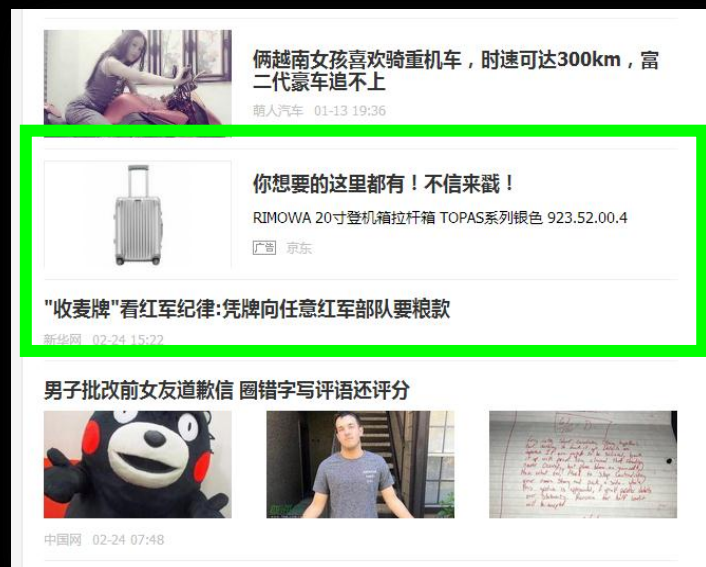 俩越南女孩喜欢骑重机车，时速可达300km，富
二代豪车追不上
萌人汽车 01-13 19:36
你想要的这里都有！不信来戳！
RIMOWA 20寸登机箱拉杆箱 TOPAS系列银色 923.52.00.4
广告 京东
"收麦牌"看红军纪律:凭牌向任意红军部队要粮款
新华网 02-24 15:22
男子批改前女友道歉信 圈错字写评语还评分
中国网 02-24 07:48